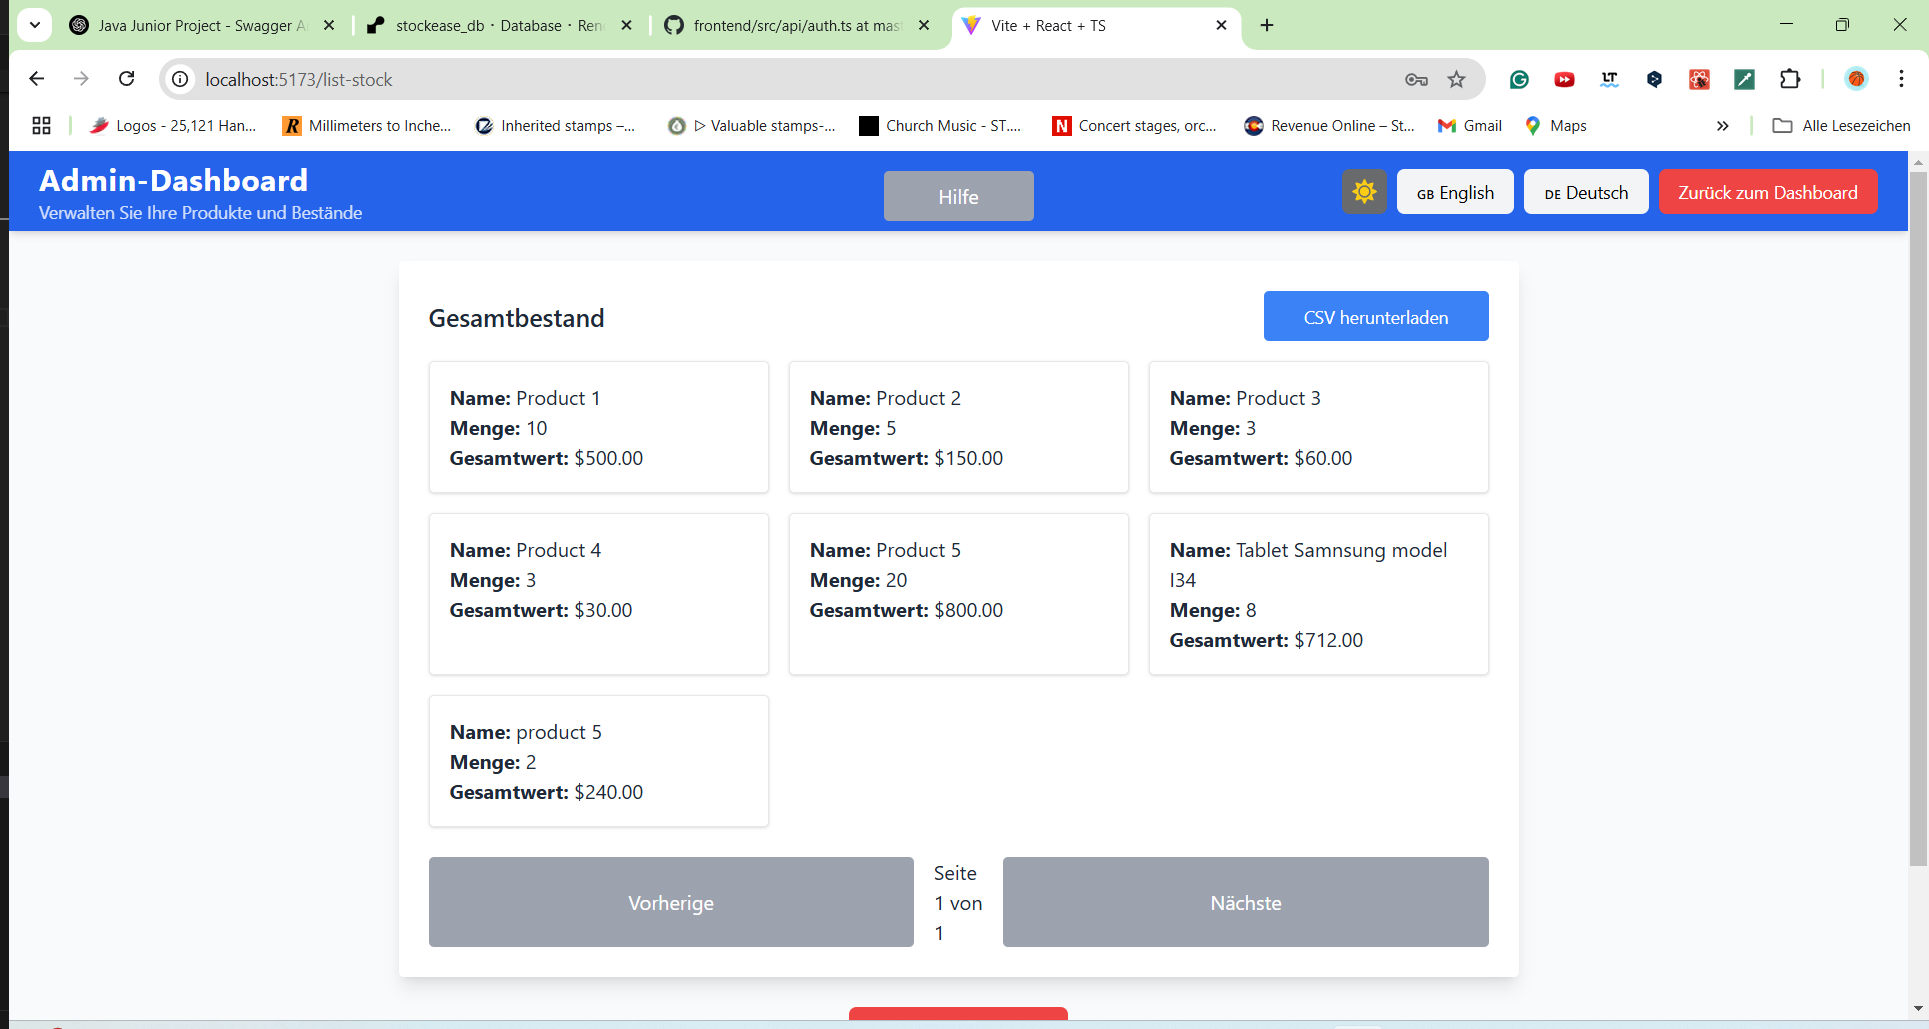 Java Junior Project - Swagger A
stockease_db · Database · Ren
frontend/src/api/auth.ts at mas
Vite + React + TS
localhost:5173/list-stock
Logos - 25,121 Han...
Millimeters to Inche...
Inherited stamps –...
▷ Valuable stamps-...
Church Music - ST....
Concert stages, orc...
Revenue Online – St...
Gmail
Maps
»
Alle Lesezeichen
Admin-Dashboard
Verwalten Sie Ihre Produkte und Bestände
Hilfe
GB English
DE Deutsch
Zurück zum Dashboard
Gesamtbestand
CSV herunterladen
Name: Product 1
Menge: 10
Gesamtwert: $500.00
Name: Product 2
Menge: 5
Gesamtwert: $150.00
Name: Product 3
Menge: 3
Gesamtwert: $60.00
Name: Product 4
Menge: 3
Gesamtwert: $30.00
Name: Product 5
Menge: 20
Gesamtwert: $800.00
Name: Tablet Samnsung model
I34
Menge: 8
Gesamtwert: $712.00
Name: product 5
Menge: 2
Gesamtwert: $240.00
Vorherige
Seite
1 von
1
Nächste